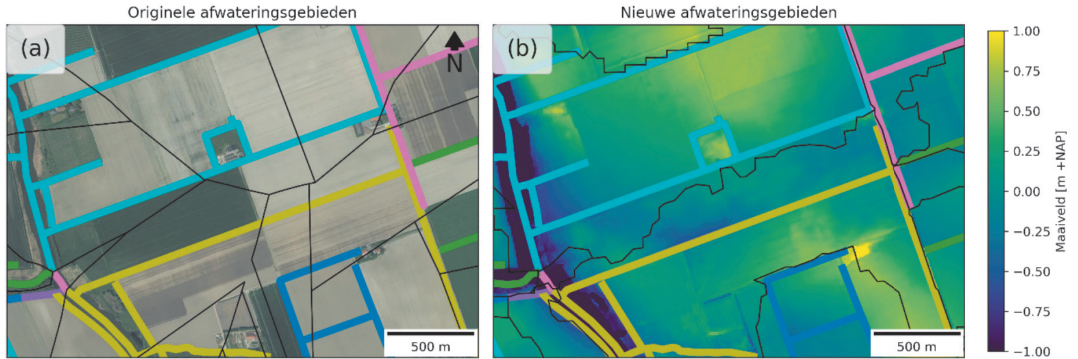 Originele afwateringsgebieden
(a)
N
500 m
Nieuwe afwateringsgebieden
(b)
500 m
1.00
0.75
0.50
0.25
0.00
−0.25
−0.50
−0.75
−1.00
Maaiveld [m +NAP]